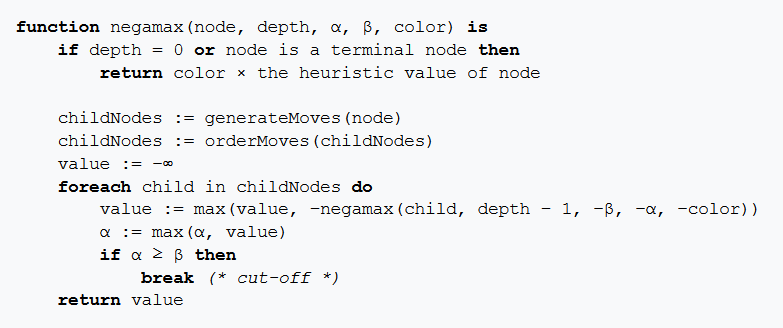 function negamax(node, depth, α, β, color) is
if depth = 0 or node is a terminal node then
return color × the heuristic value of node
childNodes := generateMoves(node)
childNodes := orderMoves(childNodes)
value := −∞
foreach child in childNodes do
value := max(value, −negamax(child, depth − 1, −β, −α, −color))
α := max(α, value)
if α ≥ β then
break (* cut-off *)
return value